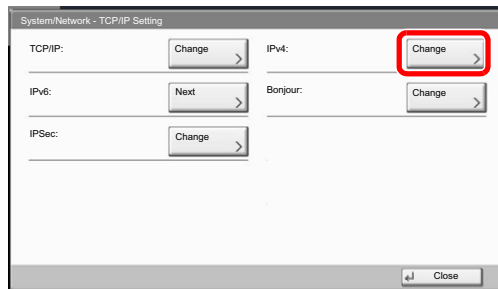 System/Network - TCP/IP Setting
TCP/IP: Change IPv4: Change
IPv6: Next Bonjour: Change
IPSec: Change
Close